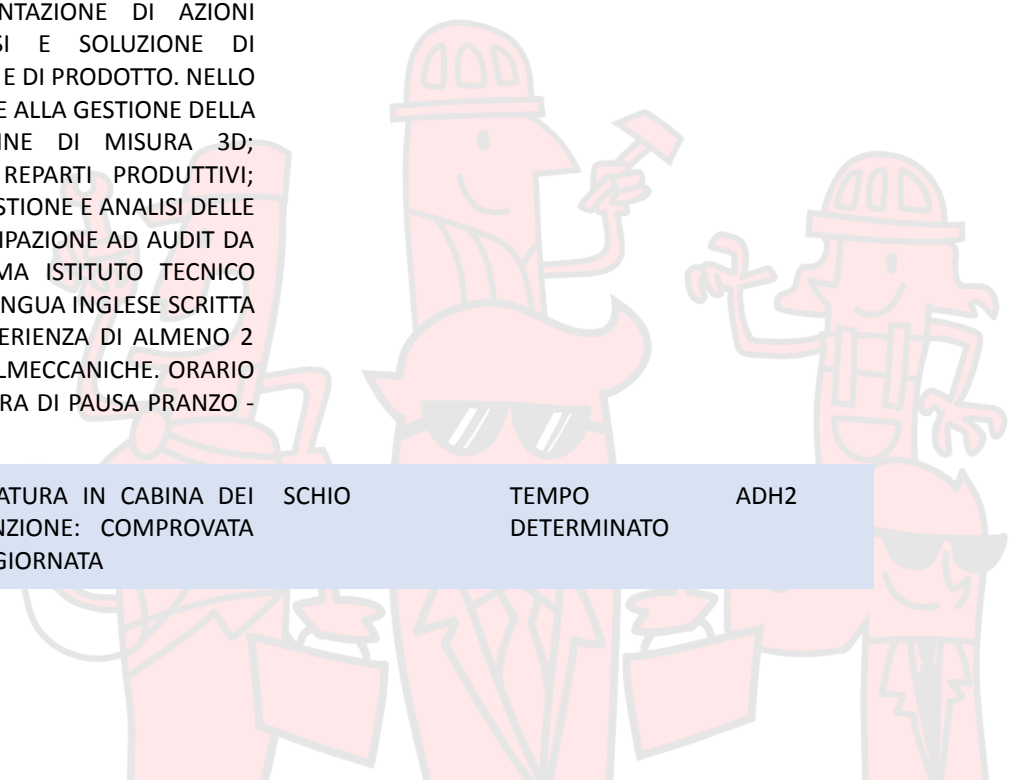 NTAZIONE DI AZIONI
SI E SOLUZIONE DI
E DI PRODOTTO. NELLO
E ALLA GESTIONE DELLA
INE DI MISURA 3D;
REPARTI PRODUTTIVI;
STIONE E ANALISI DELLE
IPAZIONE AD AUDIT DA
MA ISTITUTO TECNICO
INGUA INGLESE SCRITTA
ERIENZA DI ALMENO 2
LMECCANICHE. ORARIO
RA DI PAUSA PRANZO -
ATURA IN CABINA DEI SCHIO TEMPO ADH2
NZIONE: COMPROVATA DETERMINATO
GIORNATA